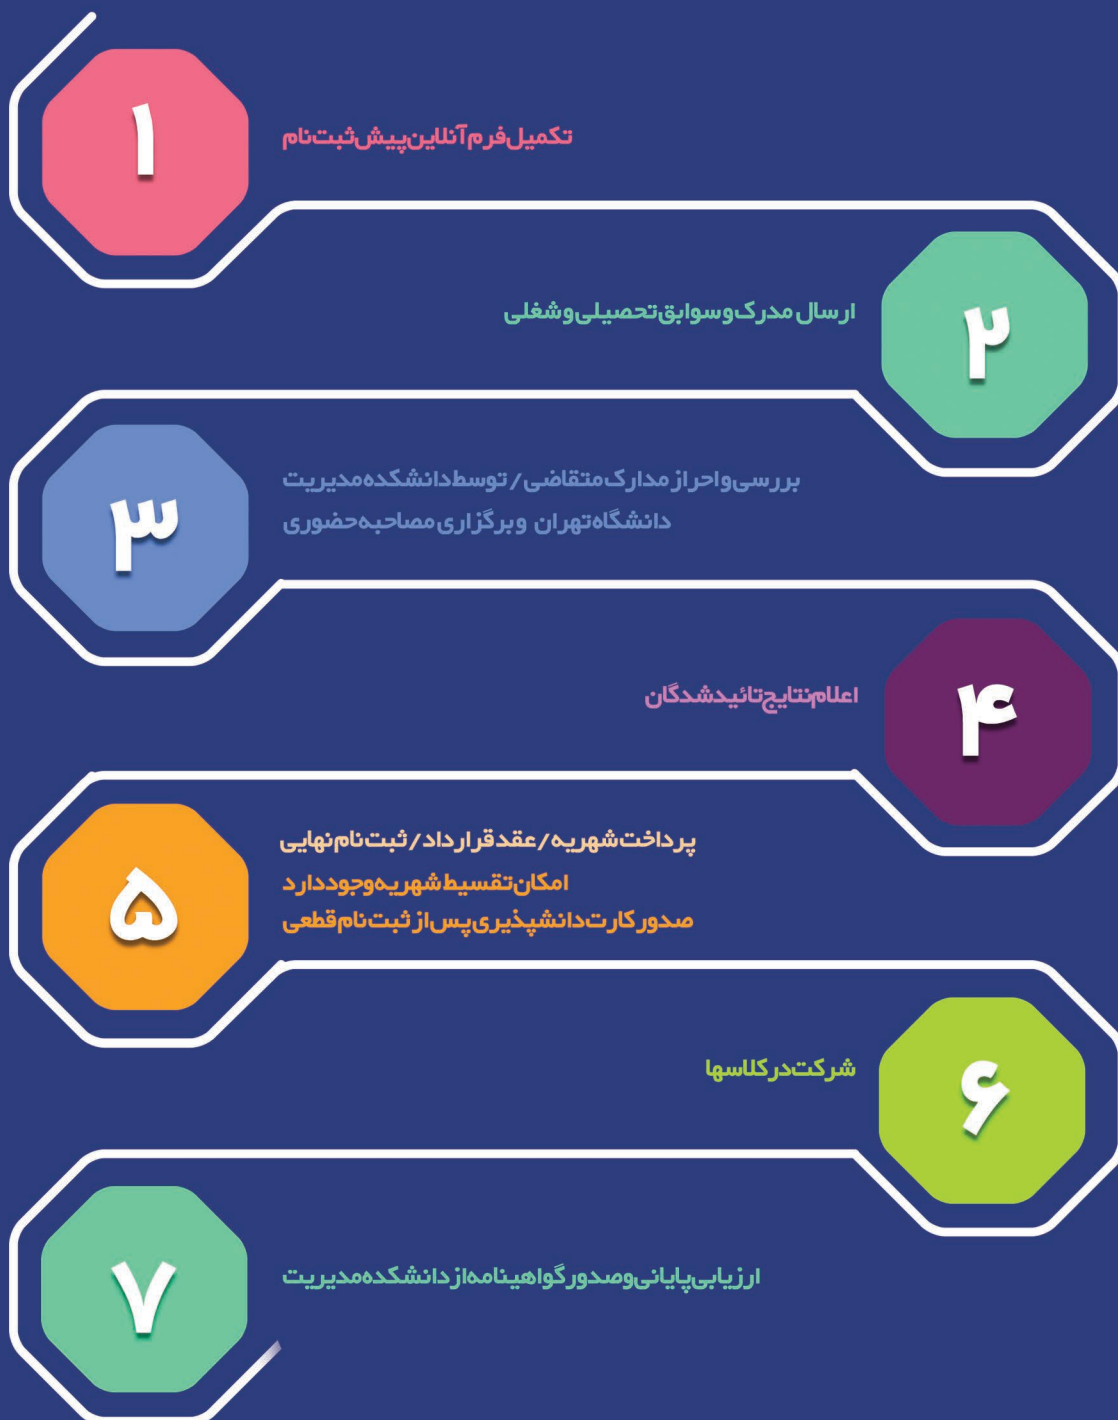 ۱
تکمیل فرم آنلاین پیش ثبت نام
۲
ارسال مدرک و سوابق تحصیلی و شغلی
۳
بررسی و احراز مدارک متقاضی / توسط دانشکده مدیریت
دانشگاه تهران و برگزاری مصاحبه حضوری
۴
اعلام نتایج تائید شدگان
۵
پرداخت شهریه / عقد قرارداد / ثبت نام نهایی
امکان تقسیط شهریه وجود دارد
صدور کارت دانشپذیری پس از ثبت نام قطعی
۶
شرکت در کلاسها
۷
ارزیابی پایانی و صدور گواهینامه از دانشکده مدیریت